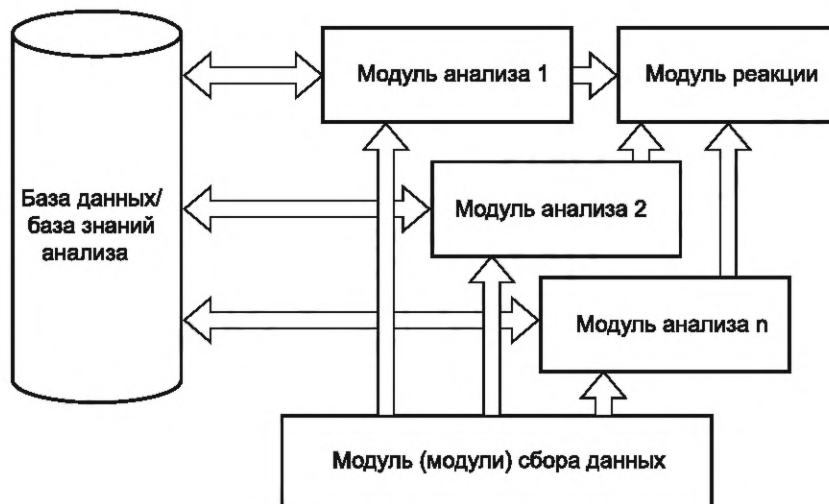 Модуль анализа 1
Модуль реакции
База данных/
база знаний
анализа
Модуль анализа 2
Модуль анализа n
Модуль (модули) сбора данных